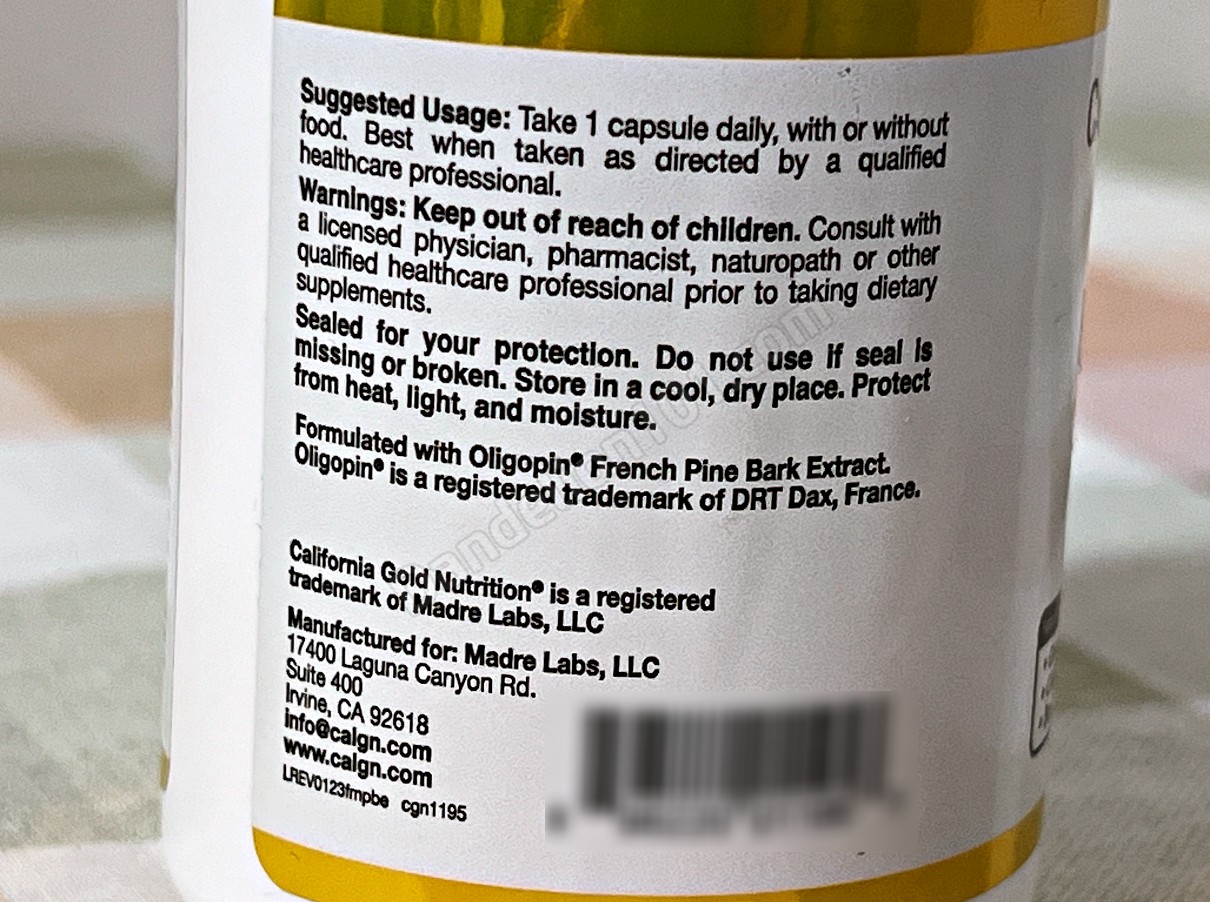 Suggested Usage: Take 1 capsule daily, with or without
food. Best when taken as directed by a qualified
healthcare professional.
Warnings: Keep out of reach of children. Consult with
a licensed physician, pharmacist, naturopath or other
qualified healthcare professional prior to taking dietary
supplements.
Sealed for your protection. Do not use if seal is
missing or broken. Store in a cool, dry place. Protect
from heat, light, and moisture.
Formulated with Oligopin® French Pine Bark Extract.
Oligopin® is a registered trademark of DRT Dax, France.
California Gold Nutrition® is a registered
trademark of Madre Labs, LLC
Manufactured for: Madre Labs, LLC
17400 Laguna Canyon Rd.
Suite 400
Irvine, CA 92618
info@calgn.com
www.calgn.com
LREV0123fmpbe cgn1195